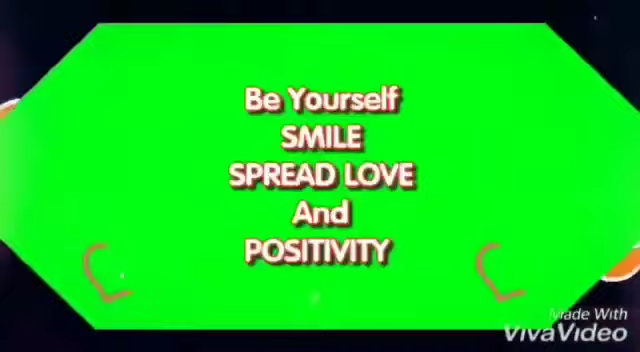 Be Yourself
SMILE
SPREAD LOVE
And
POSITIVITY
Made With
VivaVideo